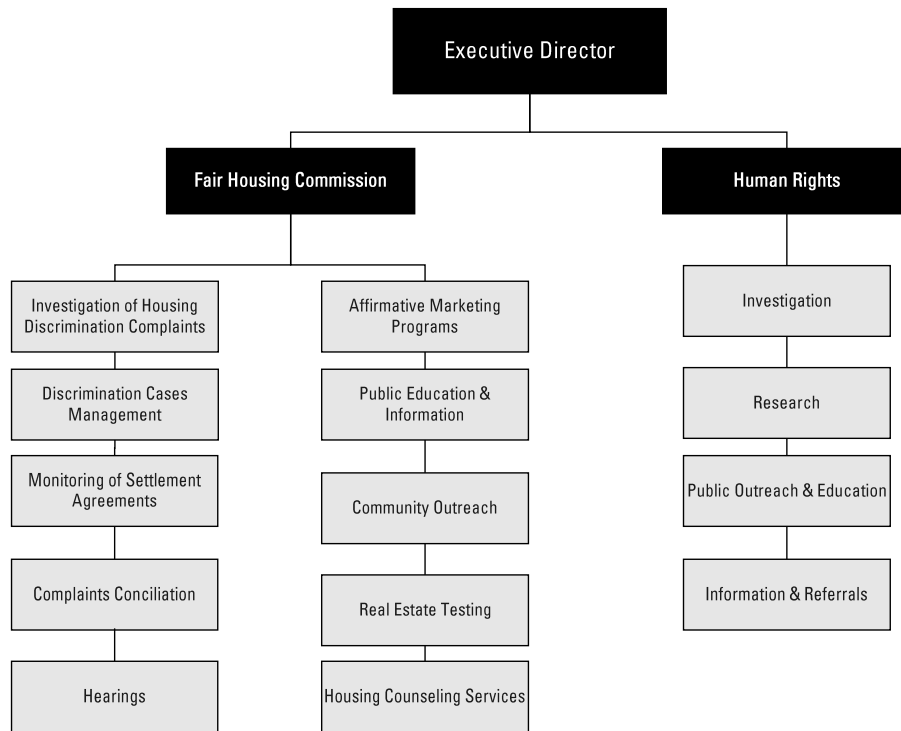 Executive Director
Fair Housing Commission
Human Rights
Investigation of Housing
Discrimination Complaints
Discrimination Cases
Management
Monitoring of Settlement
Agreements
Complaints Conciliation
Hearings
Affirmative Marketing
Programs
Public Education &
Information
Community Outreach
Real Estate Testing
Housing Counseling Services
Investigation
Research
Public Outreach & Education
Information & Referrals